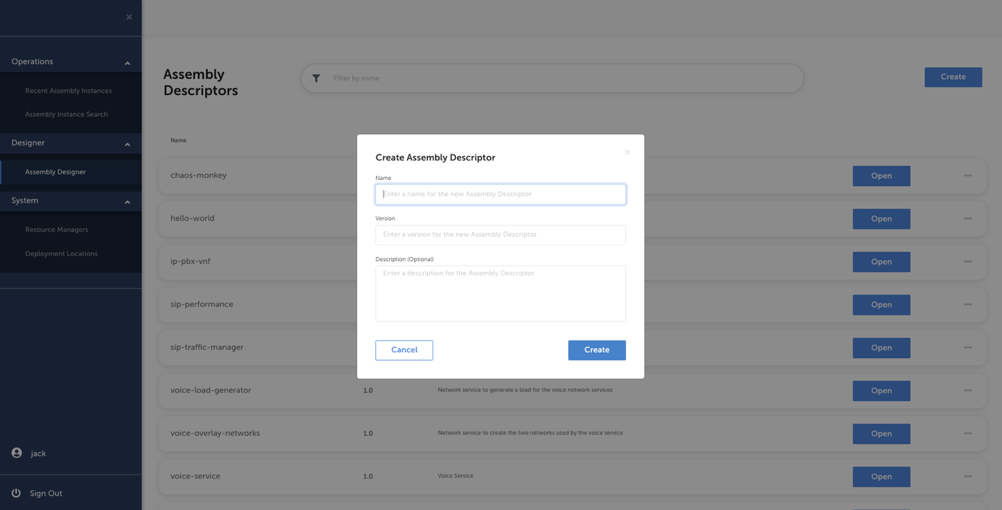 Operations
Recent Assembly Instances
Assembly Instance Search
Designer
Assembly Designer
System
Resource Managers
Deployment Locations
jack
Sign Out
Assembly
Descriptors
Filter by name
Create
Name
chaos-monkey
Open
hello-world
Open
ip-pbx-vnf
Open
sip-performance
Open
sip-traffic-manager
Open
voice-load-generator 1.0 Network service to generate a load for the voice network services Open
voice-overlay-networks 1.0 Network service to create the two networks used by the voice service Open
voice-service 1.0 Voice Service Open
Create Assembly Descriptor
Name
Enter a name for the new Assembly Descriptor
Version
Enter a version for the new Assembly Descriptor
Description (Optional)
Enter a description for the Assembly Descriptor
Cancel
Create